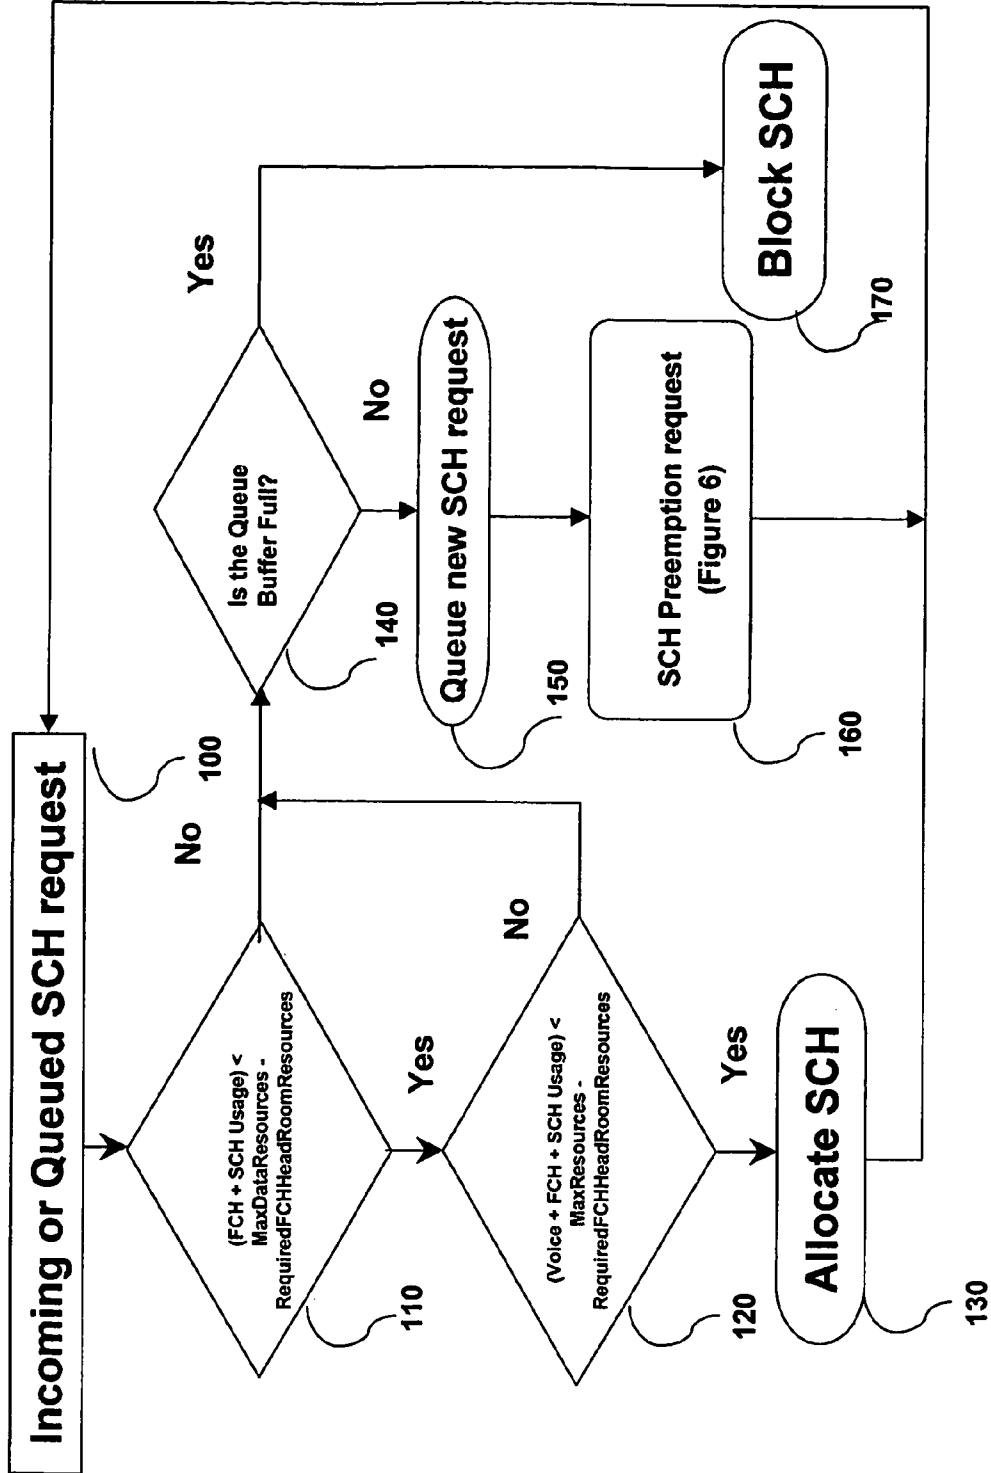 Incoming or Queued SCH request
100
(FCH + SCH Usage) <
MaxDataResources -
RequiredFCHHeadRoomResources
110
No
Yes
(Voice + FCH + SCH Usage) <
MaxResources -
RequiredFCHHeadRoomResources
120
No
Yes
Allocate SCH
130
Is the Queue
Buffer Full?
140
Yes
No
Queue new SCH request
150
SCH Preemption request
(Figure 6)
160
Block SCH
170